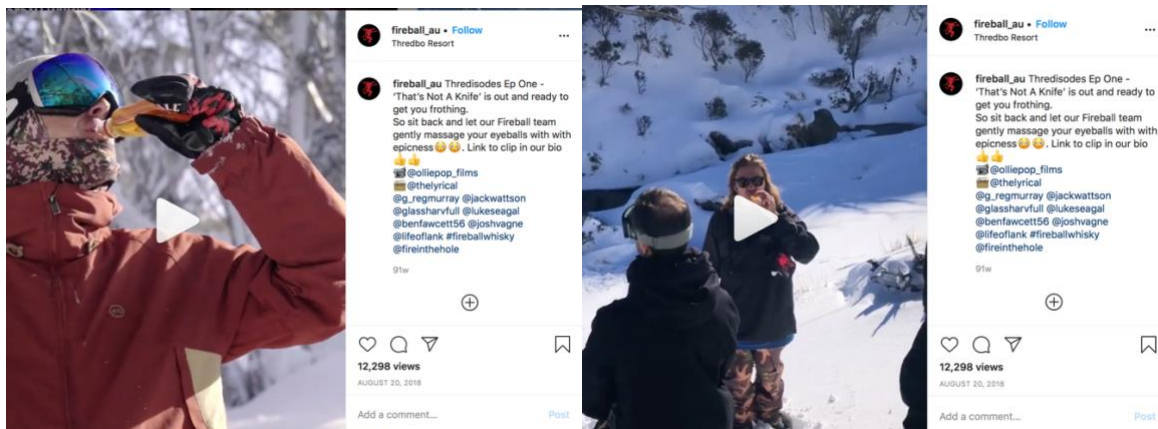 fireball_au • Follow
Thredbo Resort
fireball_au Thredisodes Ep One -
'That's Not A Knife' is out and ready to
get you frothing.
So sit back and let our Fireball team
gently massage your eyeballs with with
epicness😳😳. Link to clip in our bio
👍👍
📹@olliepop_films
📻@thelyrical
@g_regmurray @jackwattson
@glassharvfull @lukeseagal
@benfawcett56 @joshvagne
@lifeoflank #fireballwhisky
@fireinthehole
91w
12,298 views
AUGUST 20, 2018
Add a comment...
Post
fireball_au • Follow
Thredbo Resort
fireball_au Thredisodes Ep One -
'That's Not A Knife' is out and ready to
get you frothing.
So sit back and let our Fireball team
gently massage your eyeballs with with
epicness😳😳. Link to clip in our bio
👍👍
📹@olliepop_films
📻@thelyrical
@g_regmurray @jackwattson
@glassharvfull @lukeseagal
@benfawcett56 @joshvagne
@lifeoflank #fireballwhisky
@fireinthehole
91w
12,298 views
AUGUST 20, 2018
Add a comment...
Post